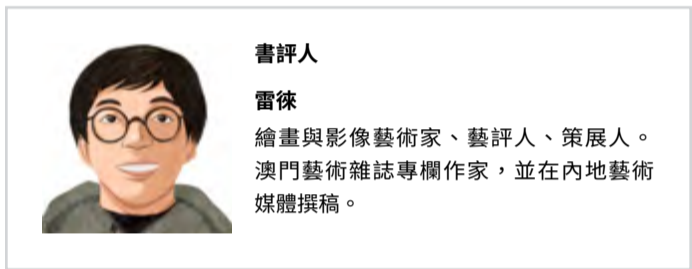 書評人
雷徠
繪畫與影像藝術家、藝評人、策展人。
澳門藝術雜誌專欄作家，並在內地藝術
媒體撰稿。